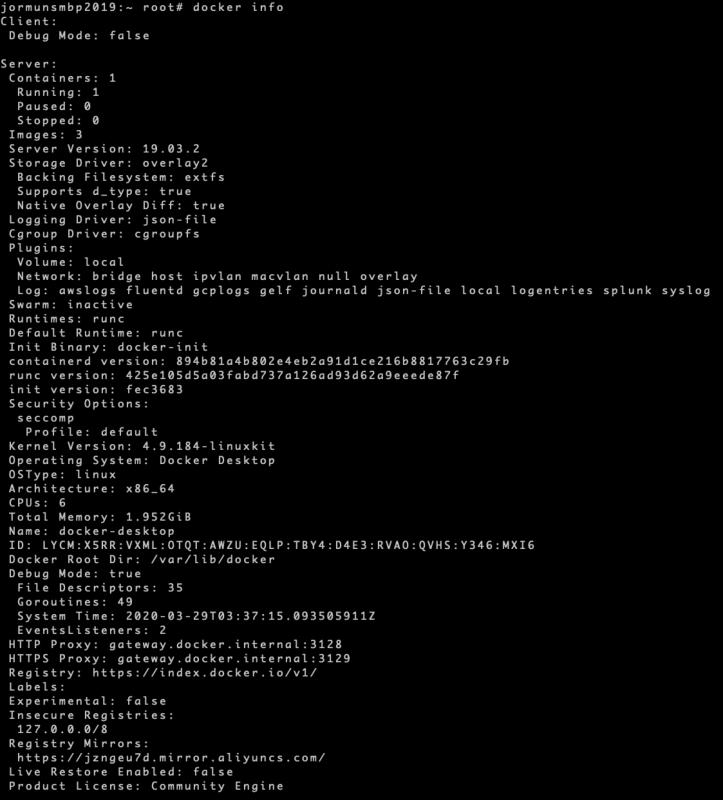 jormunsmbp2019:~ root# docker info
Client:
 Debug Mode: false

Server:
 Containers: 1
  Running: 1
  Paused: 0
  Stopped: 0
 Images: 3
 Server Version: 19.03.2
 Storage Driver: overlay2
  Backing Filesystem: extfs
  Supports d_type: true
  Native Overlay Diff: true
 Logging Driver: json-file
 Cgroup Driver: cgroupfs
 Plugins:
  Volume: local
  Network: bridge host ipvlan macvlan null overlay
  Log: awslogs fluentd gcplogs gelf journald json-file local logentries splunk syslog
 Swarm: inactive
 Runtimes: runc
 Default Runtime: runc
 Init Binary: docker-init
 containerd version: 894b81a4b802e4eb2a91d1ce216b8817763c29fb
 runc version: 425e105d5a03fabd737a126ad93d62a9eeede87f
 init version: fec3683
 Security Options:
  seccomp
   Profile: default
 Kernel Version: 4.9.184-linuxkit
 Operating System: Docker Desktop
 OSType: linux
 Architecture: x86_64
 CPUs: 6
 Total Memory: 1.952GiB
 Name: docker-desktop
 ID: LYCM:X5RR:VXML:OTQT:AWZU:EQLP:TBY4:D4E3:RVAO:QVHS:Y346:MXI6
 Docker Root Dir: /var/lib/docker
 Debug Mode: true
  File Descriptors: 35
  Goroutines: 49
  System Time: 2020-03-29T03:37:15.093505911Z
  EventsListeners: 2
 HTTP Proxy: gateway.docker.internal:3128
 HTTPS Proxy: gateway.docker.internal:3129
 Registry: https://index.docker.io/v1/
 Labels:
 Experimental: false
 Insecure Registries:
  127.0.0.0/8
 Registry Mirrors:
  https://jzngeu7d.mirror.aliyuncs.com/
 Live Restore Enabled: false
 Product License: Community Engine